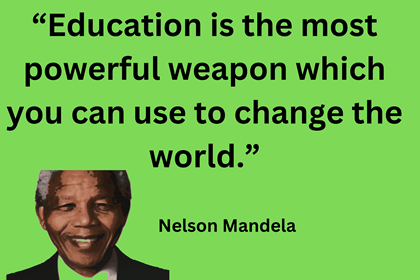 “Education is the most
powerful weapon which
you can use to change the
world.”
Nelson Mandela